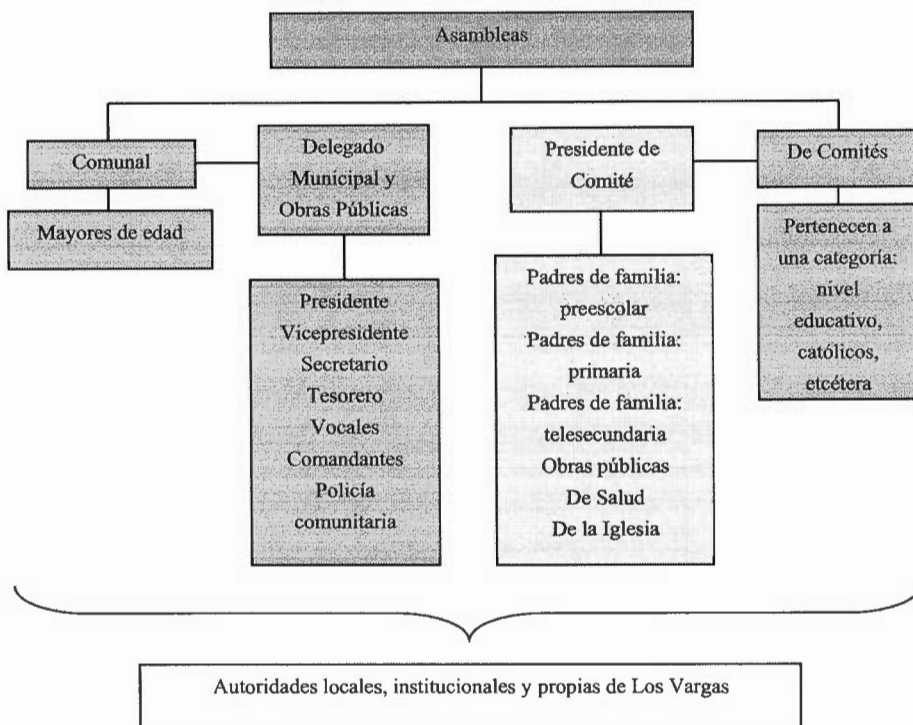 Asambleas
Comunal
Mayores de edad
Delegado
Municipal y
Obras Públicas
Presidente
Vicepresidente
Secretario
Tesorero
Vocales
Comandantes
Policía
comunitaria
Presidente de
Comité
Padres de familia:
preescolar
Padres de familia:
primaria
Padres de familia:
telesecundaria
Obras públicas
De Salud
De la Iglesia
De Comités
Pertenecen a
una categoría:
nivel
educativo,
católicos,
etcétera
Autoridades locales, institucionales y propias de Los Vargas